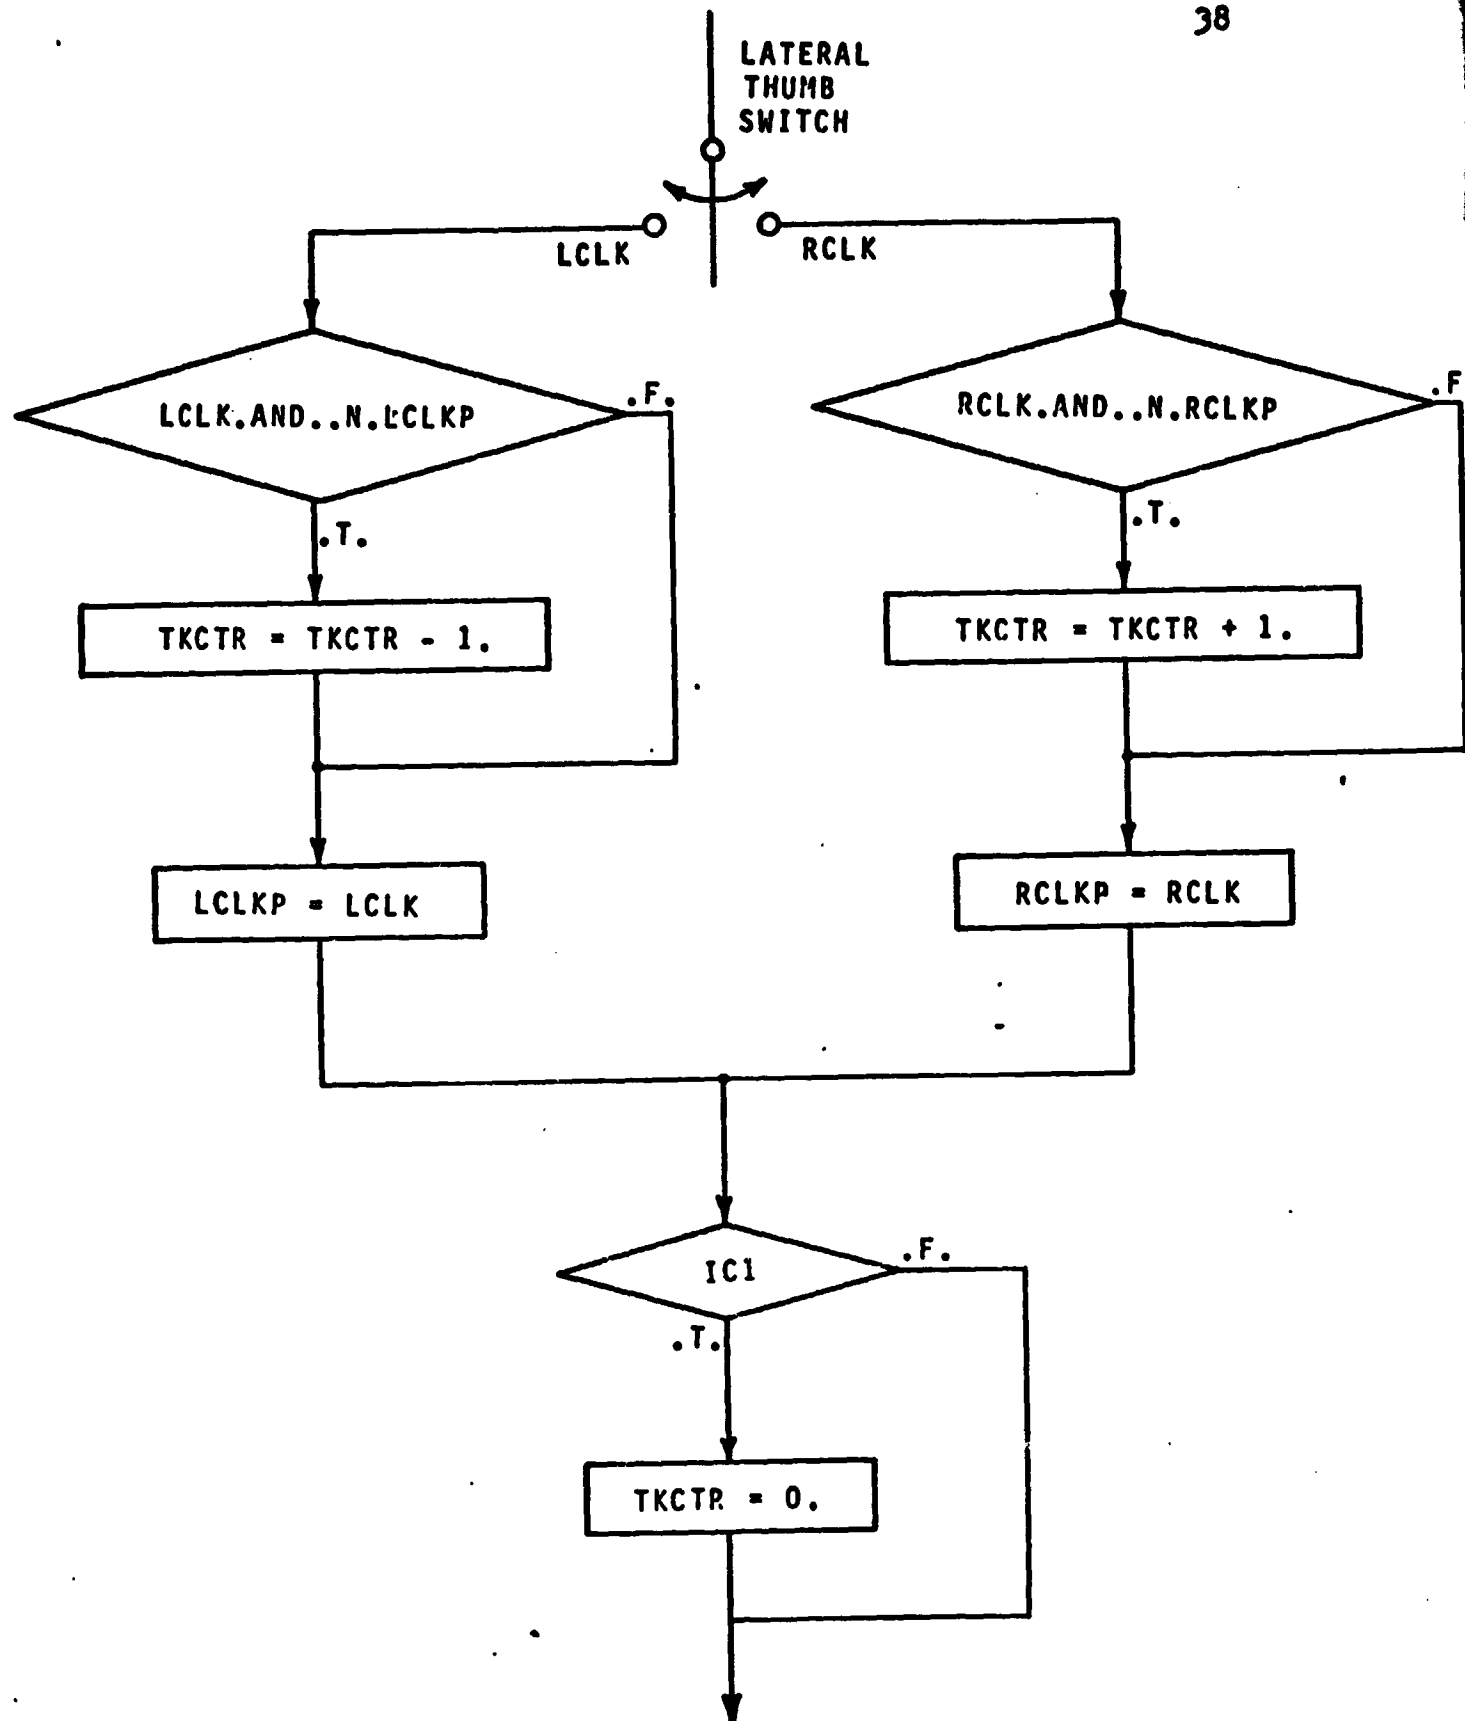 38
LATERAL
THUMB
SWITCH
LCLK
RCLK
LCLK.AND..N.LCLKP
.F.
RCLK.AND..N.RCLKP
.F
.T.
.T.
TKCTR = TKCTR - 1.
TKCTR = TKCTR + 1.
LCLKP = LCLK
RCLKP = RCLK
IC1
.F.
.T.
TKCTR = 0.